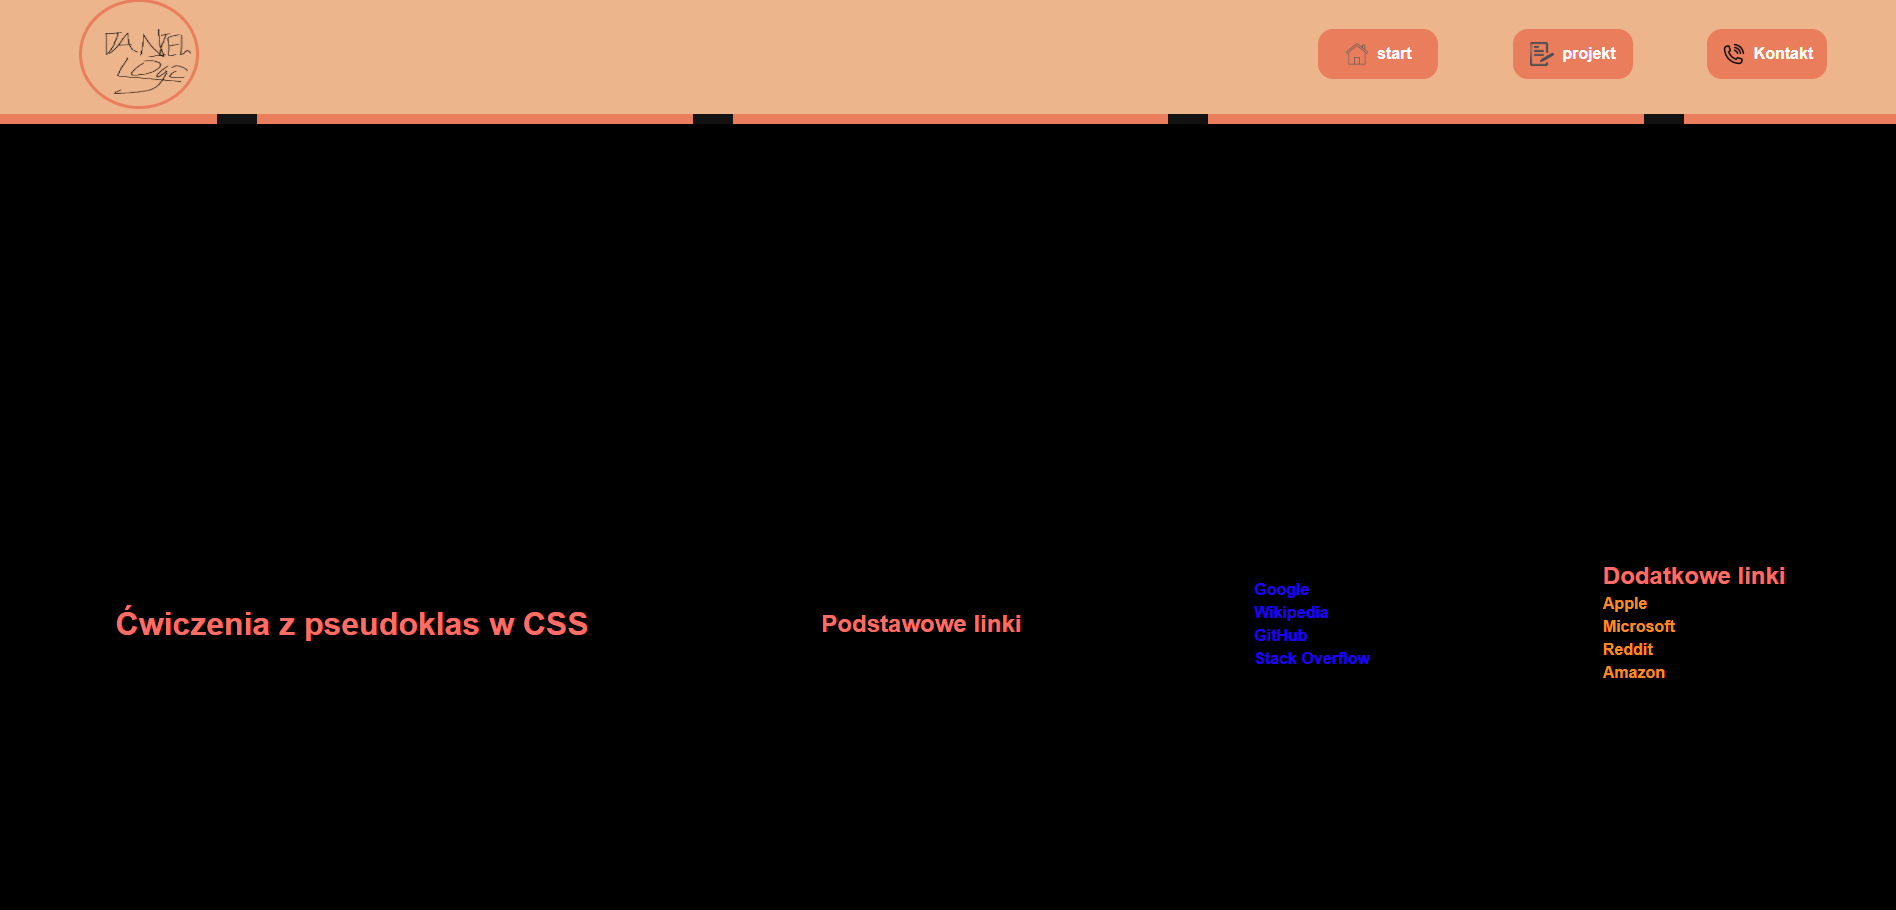 DANIEL
LOGO
start
projekt
Kontakt
Ćwiczenia z pseudoklas w CSS
Podstawowe linki
Google
Wikipedia
GitHub
Stack Overflow
Dodatkowe linki
Apple
Microsoft
Reddit
Amazon